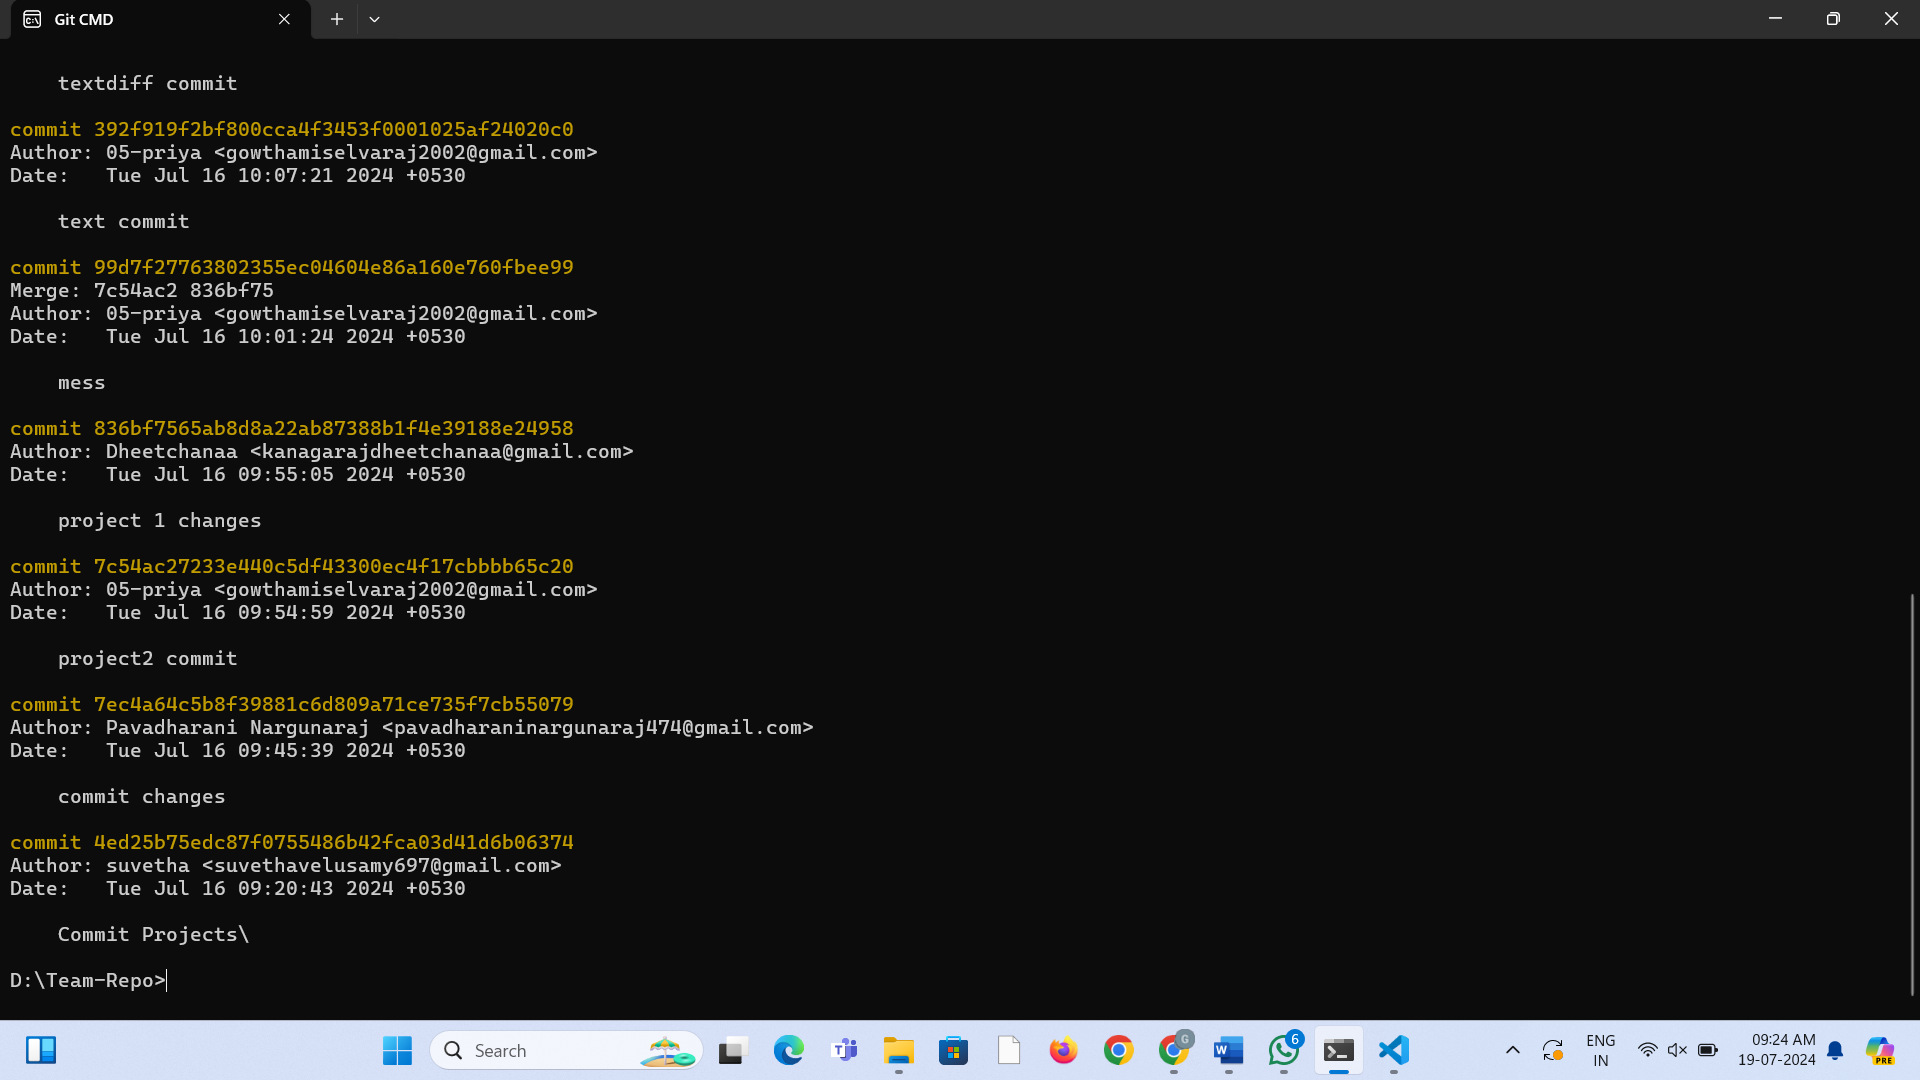 Git CMD
textdiff commit
commit 392f919f2bf800cca4f3453f0001025af24020c0
Author: 05-priya <gowthamiselvaraj2002@gmail.com>
Date:   Tue Jul 16 10:07:21 2024 +0530
text commit
commit 99d7f27763802355ec04604e86a160e760fbee99
Merge: 7c54ac2 836bf75
Author: 05-priya <gowthamiselvaraj2002@gmail.com>
Date:   Tue Jul 16 10:01:24 2024 +0530
mess
commit 836bf7565ab8d8a22ab87388b1f4e39188e24958
Author: Dheetchanaa <kanagarajdheetchanaa@gmail.com>
Date:   Tue Jul 16 09:55:05 2024 +0530
project 1 changes
commit 7c54ac27233e440c5df43300ec4f17cbbbb65c20
Author: 05-priya <gowthamiselvaraj2002@gmail.com>
Date:   Tue Jul 16 09:54:59 2024 +0530
project2 commit
commit 7ec4a64c5b8f39881c6d809a71ce735f7cb55079
Author: Pavadharani Nargunaraj <pavadharaninargunaraj474@gmail.com>
Date:   Tue Jul 16 09:45:39 2024 +0530
commit changes
commit 4ed25b75edc87f0755486b42fca03d41d6b06374
Author: suvetha <suvethavelusamy697@gmail.com>
Date:   Tue Jul 16 09:20:43 2024 +0530
Commit Projects\
D:\Team-Repo>
Search
G
6
ENG
IN
09:24 AM
19-07-2024
PRE